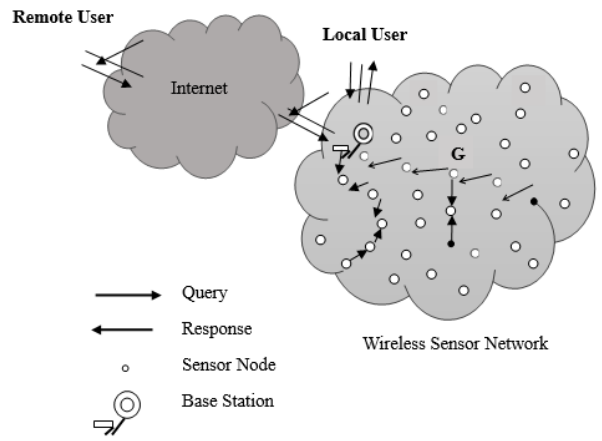 Remote User
Local User
Internet
G
Wireless Sensor Network
Query
Response
Sensor Node
Base Station